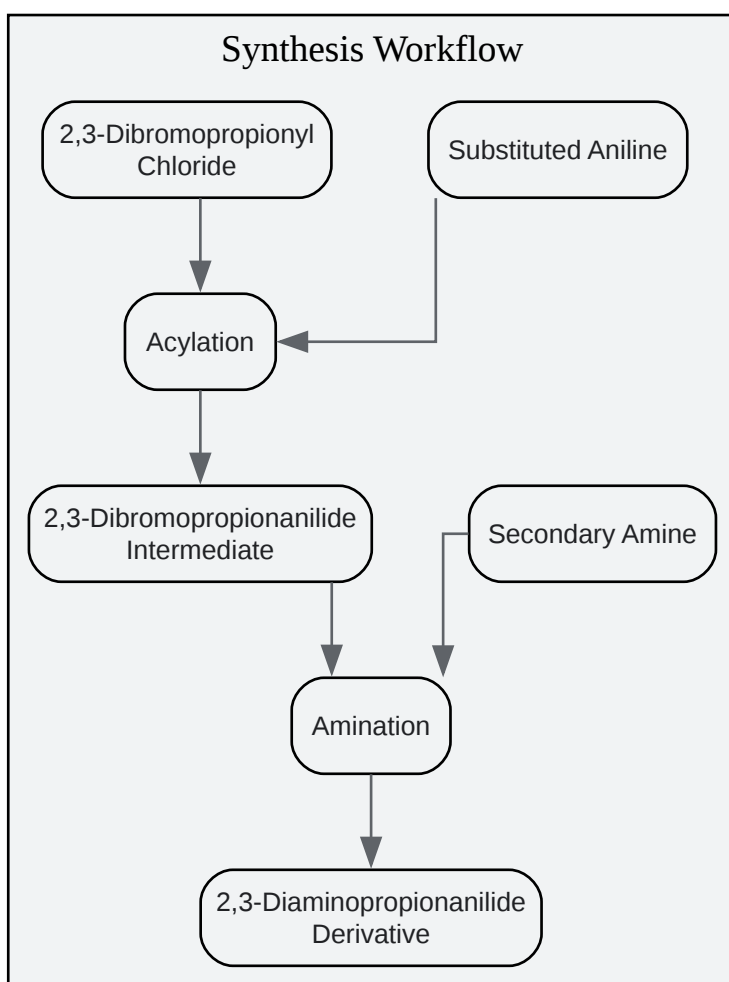 Synthesis Workflow
2,3-Dibromopropionyl
Chloride
Substituted Aniline
Acylation
2,3-Dibromopropionanilide
Intermediate
Secondary Amine
Amination
2,3-Diaminopropionanilide
Derivative